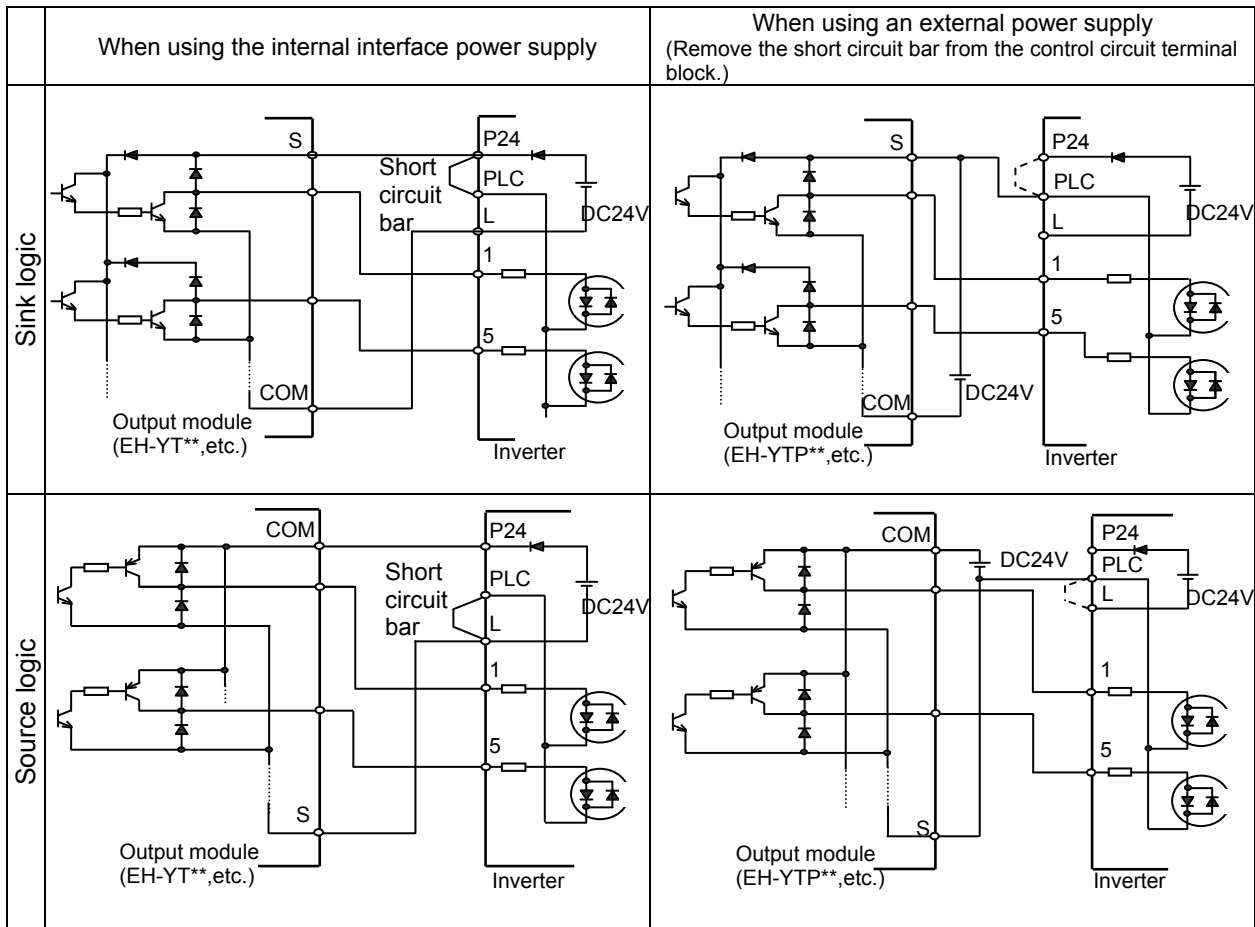 When using the internal interface power supply
When using an external power supply
(Remove the short circuit bar from the control circuit terminal
block.)
Sink logic
S
Short
circuit
bar
P24
PLC
L
DC24V
1
5
COM
Output module
(EH-YT**,etc.)
Inverter
S
P24
PLC
L
DC24V
1
5
COM
DC24V
Output module
(EH-YTP**,etc.)
Inverter
Source logic
COM
Short
circuit
bar
P24
PLC
L
DC24V
1
5
S
Output module
(EH-YT**,etc.)
Inverter
COM
DC24V
P24
PLC
L
DC24V
1
5
S
Output module
(EH-YTP**,etc.)
Inverter